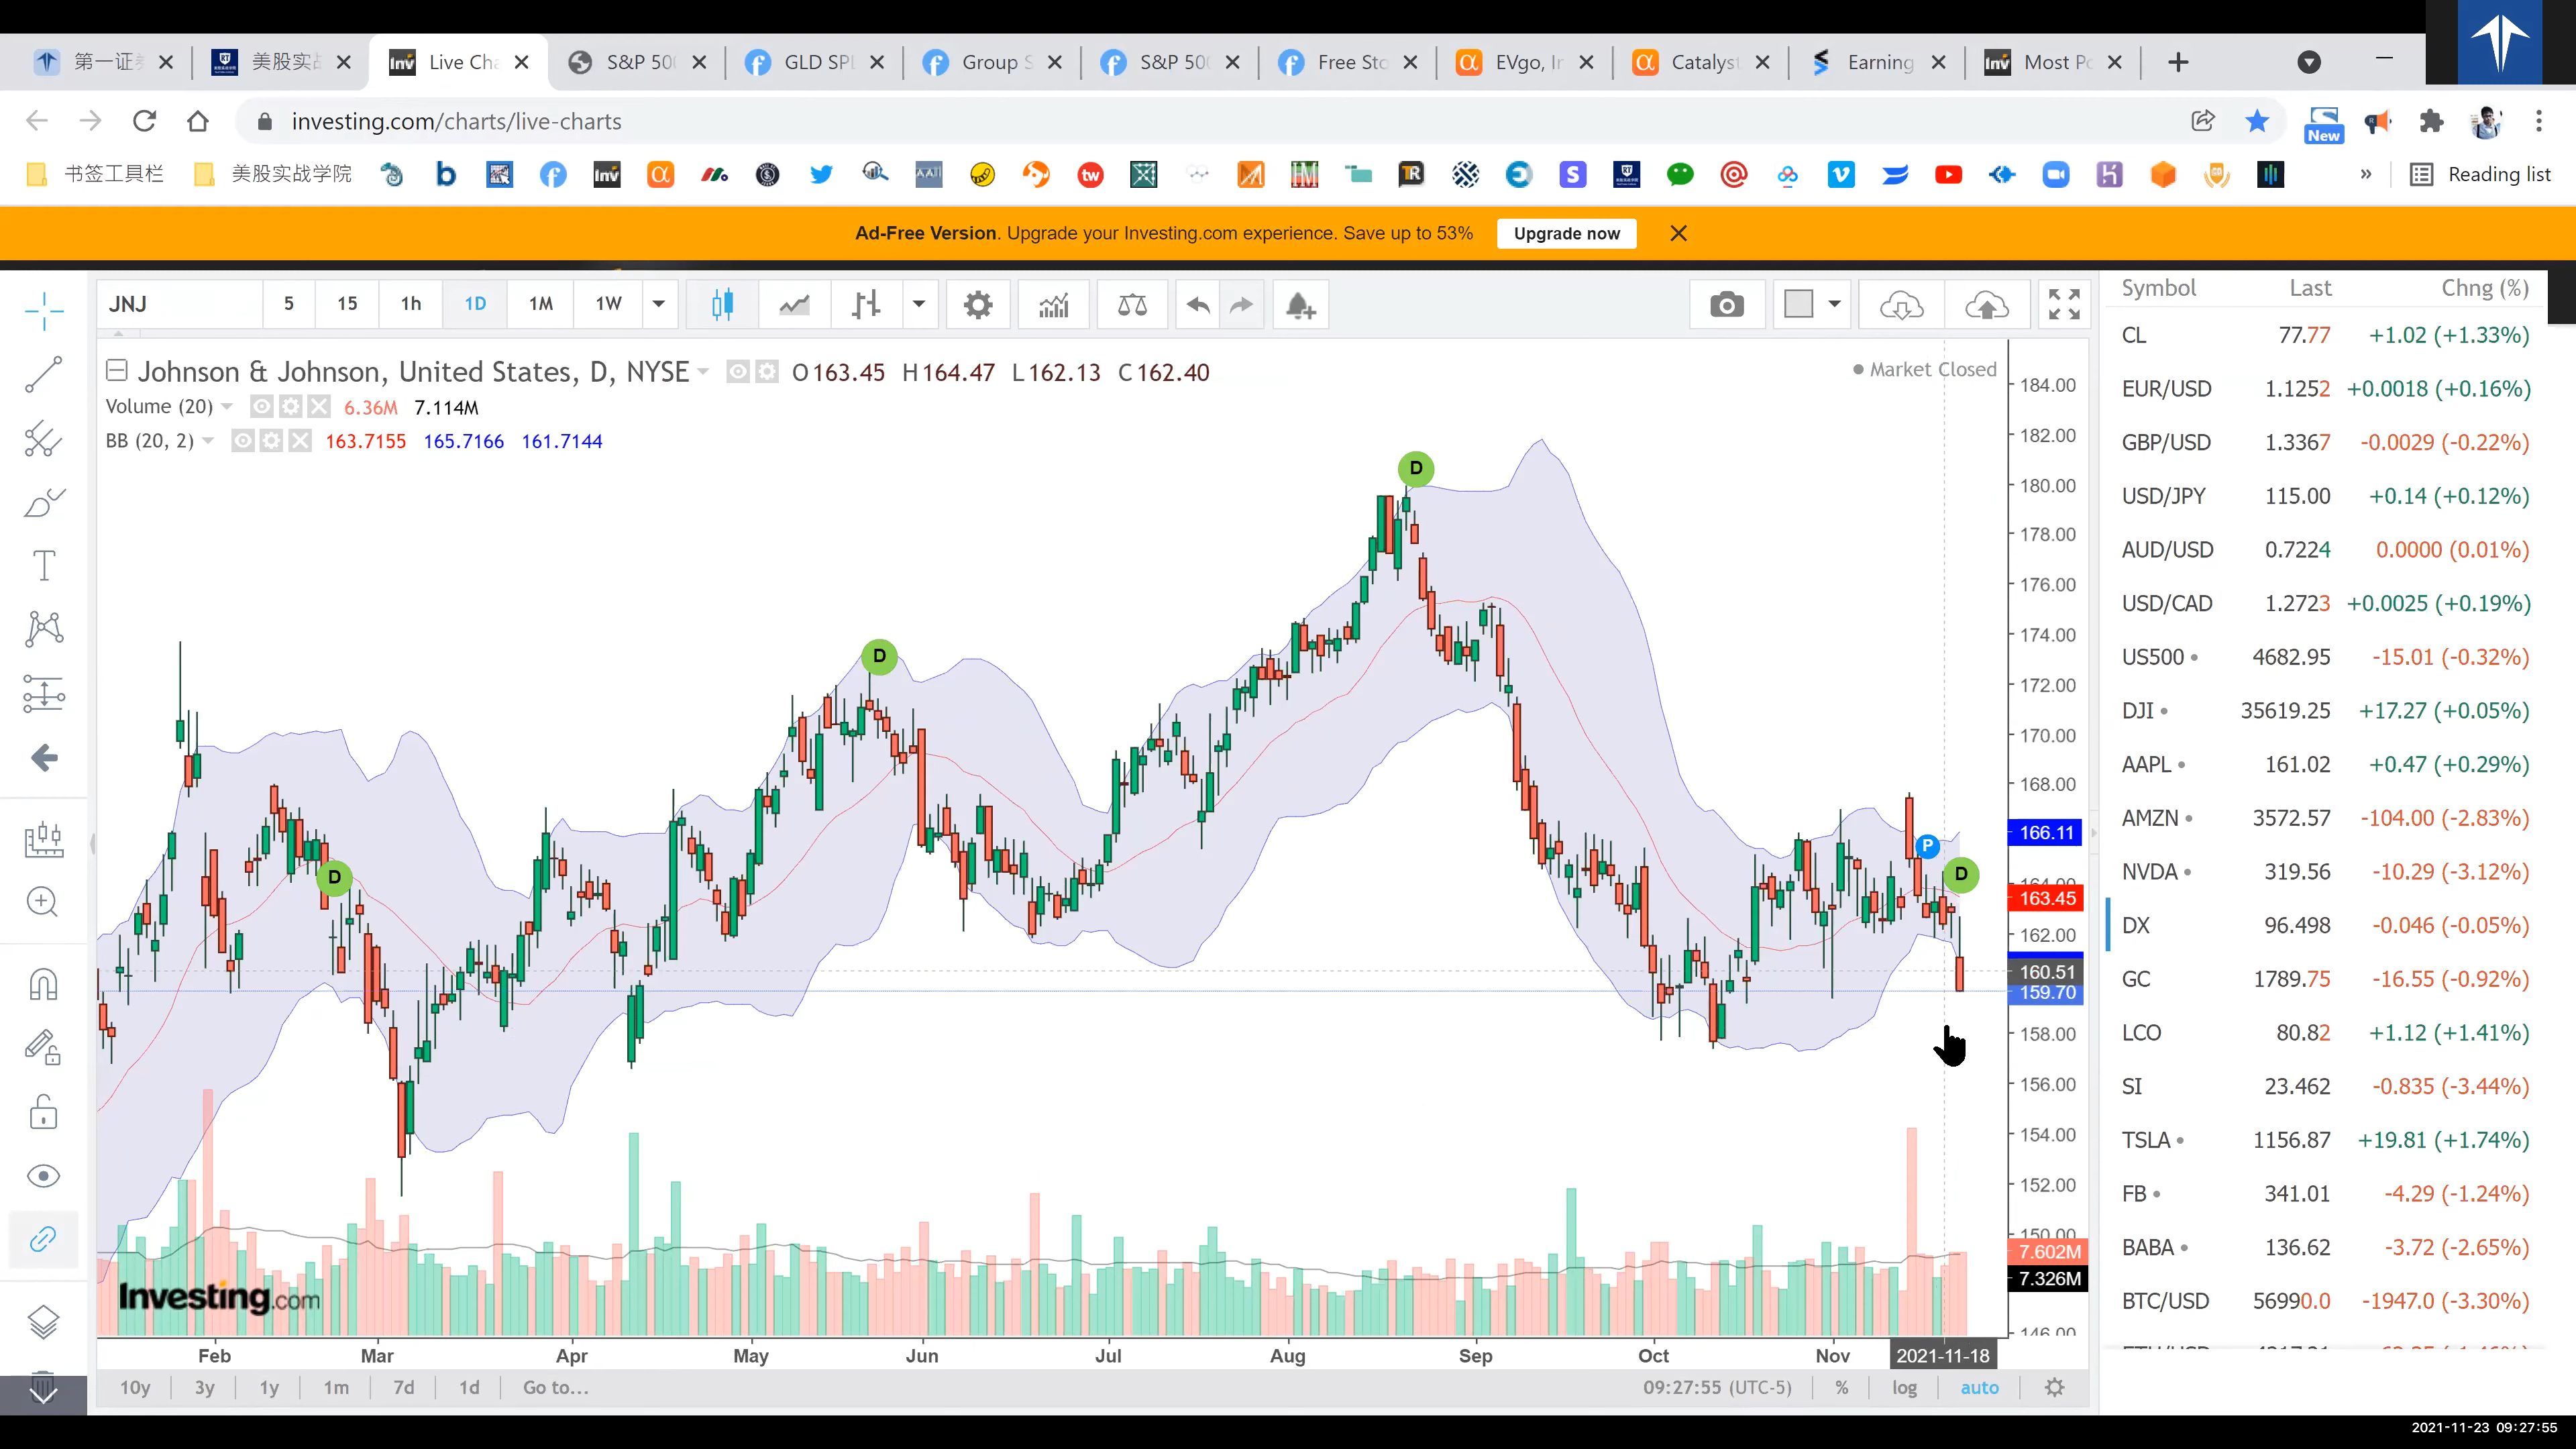 第一证 美股实 Live Cha S&P 50 GLD SP Group S S&P 50 Free Sto EVgo, In Catalyst Earning Most Po
investing.com/charts/live-charts New
书签工具栏 美股实战学院 Reading list
Ad-Free Version. Upgrade your Investing.com experience. Save up to 53% Upgrade now
JNJ 5 15 1h 1D 1M 1W
Johnson & Johnson, United States, D, NYSE O 163.45 H 164.47 L 162.13 C 162.40
Market Closed
Volume (20) 6.36M 7.114M
BB (20, 2) 163.7155 165.7166 161.7144
D
D
D
P
D
184.00
182.00
180.00
178.00
176.00
174.00
172.00
170.00
168.00
166.11
164.00
163.45
162.00
160.51
159.70
158.00
156.00
154.00
152.00
150.00
7.602M
7.326M
146.00
Investing.com
Feb Mar Apr May Jun Jul Aug Sep Oct Nov 2021-11-18
10y 3y 1y 1m 7d 1d Go to... 09:27:55 (UTC-5) % log auto
Symbol Last Chng (%)
CL 77.77 +1.02 (+1.33%)
EUR/USD 1.1252 +0.0018 (+0.16%)
GBP/USD 1.3367 -0.0029 (-0.22%)
USD/JPY 115.00 +0.14 (+0.12%)
AUD/USD 0.7224 0.0000 (0.01%)
USD/CAD 1.2723 +0.0025 (+0.19%)
US500 4682.95 -15.01 (-0.32%)
DJI 35619.25 +17.27 (+0.05%)
AAPL 161.02 +0.47 (+0.29%)
AMZN 3572.57 -104.00 (-2.83%)
NVDA 319.56 -10.29 (-3.12%)
DX 96.498 -0.046 (-0.05%)
GC 1789.75 -16.55 (-0.92%)
LCO 80.82 +1.12 (+1.41%)
SI 23.462 -0.835 (-3.44%)
TSLA 1156.87 +19.81 (+1.74%)
FB 341.01 -4.29 (-1.24%)
BABA 136.62 -3.72 (-2.65%)
BTC/USD 56990.0 -1947.0 (-3.30%)
2021-11-23 09:27:55